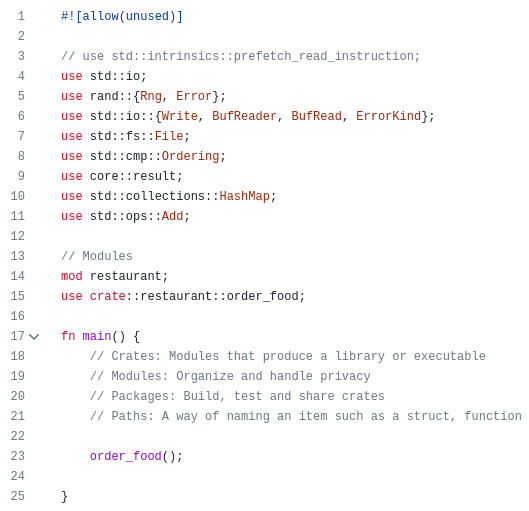 1 #![allow(unused)]
2
3 // use std::intrinsics::prefetch_read_instruction;
4 use std::io;
5 use rand::{Rng, Error};
6 use std::io::{Write, BufReader, BufRead, ErrorKind};
7 use std::fs::File;
8 use std::cmp::Ordering;
9 use core::result;
10 use std::collections::HashMap;
11 use std::ops::Add;
12
13 // Modules
14 mod restaurant;
15 use crate::restaurant::order_food;
16
17 fn main() {
18     // Crates: Modules that produce a library or executable
19     // Modules: Organize and handle privacy
20     // Packages: Build, test and share crates
21     // Paths: A way of naming an item such as a struct, function
22
23     order_food();
24
25 }